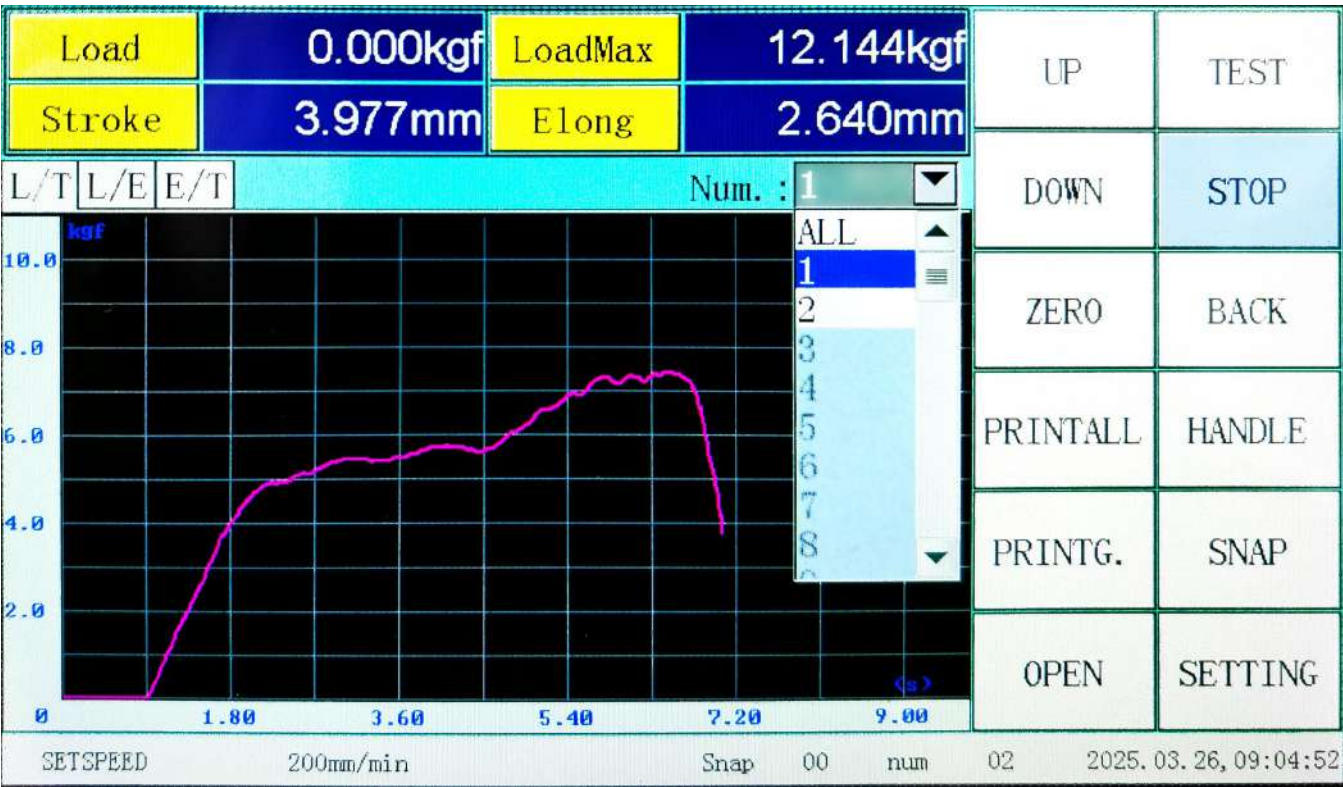 Load 0.000kgf LoadMax 12.144kgf
Stroke 3.977mm Elong 2.640mm
UP TEST
DOWN STOP
ZERO BACK
PRINTALL HANDLE
PRINTG. SNAP
OPEN SETTING
L/T L/E E/T Num. : 1
ALL
1
2
3
4
5
6
7
8
kgf
10.0
8.0
6.0
4.0
2.0
<s>
0 1.80 3.60 5.40 7.20 9.00
SETSPEED 200mm/min Snap 00 num 02 2025.03.26,09:04:52